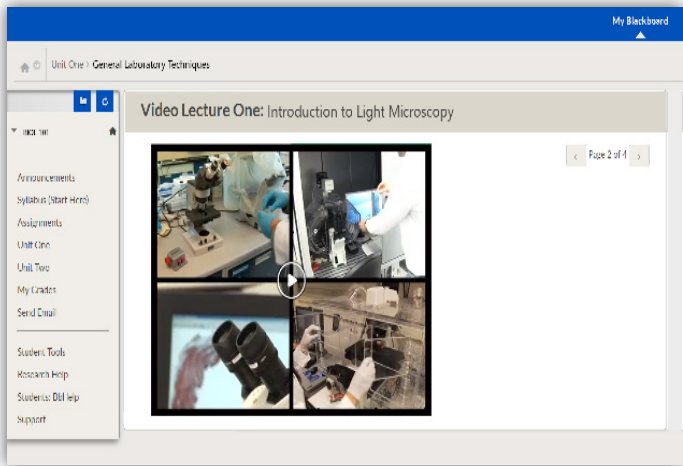 My Blackboard
Unit One > General Laboratory Techniques
Video Lecture One: Introduction to Light Microscopy
< Page 2 of 4 >
Announcements
Syllabus (Start Here)
Assignments
Unit One
Unit Two
My Grades
Send Email
Student Tools
Research Help
Students:
Support